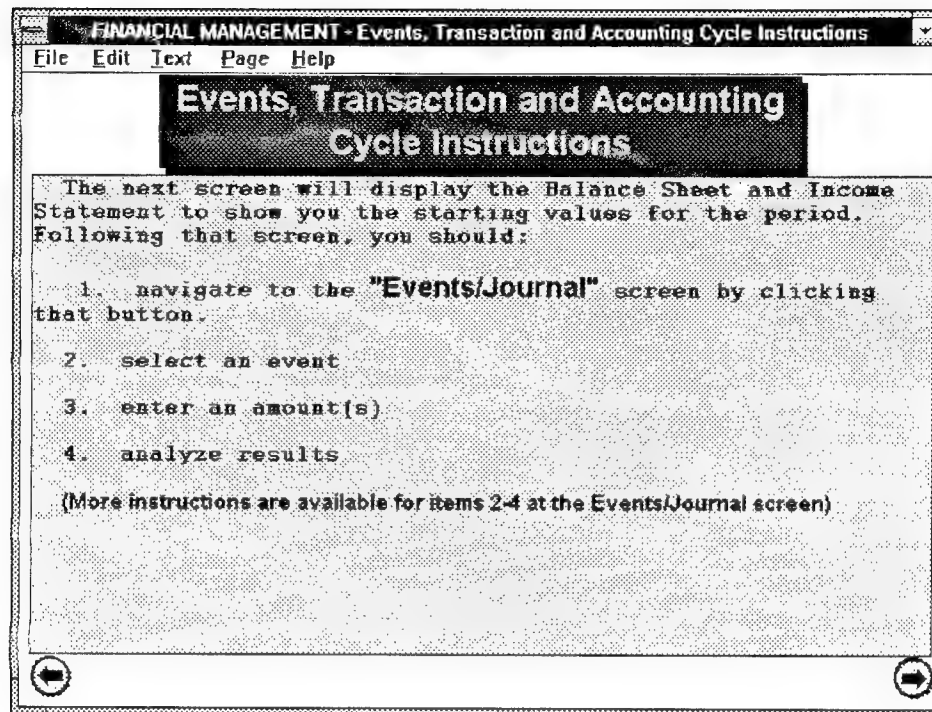 FINANCIAL MANAGEMENT - Events, Transaction and Accounting Cycle Instructions
File Edit Text Page Help
Events, Transaction and Accounting
Cycle Instructions
The next screen will display the Balance Sheet and Income
Statement to show you the starting values for the period.
Following that screen, you should:
1. navigate to the "Events/Journal" screen by clicking
that button.
2. select an event
3. enter an amount(s)
4. analyze results
(More instructions are available for items 2-4 at the Events/Journal screen)